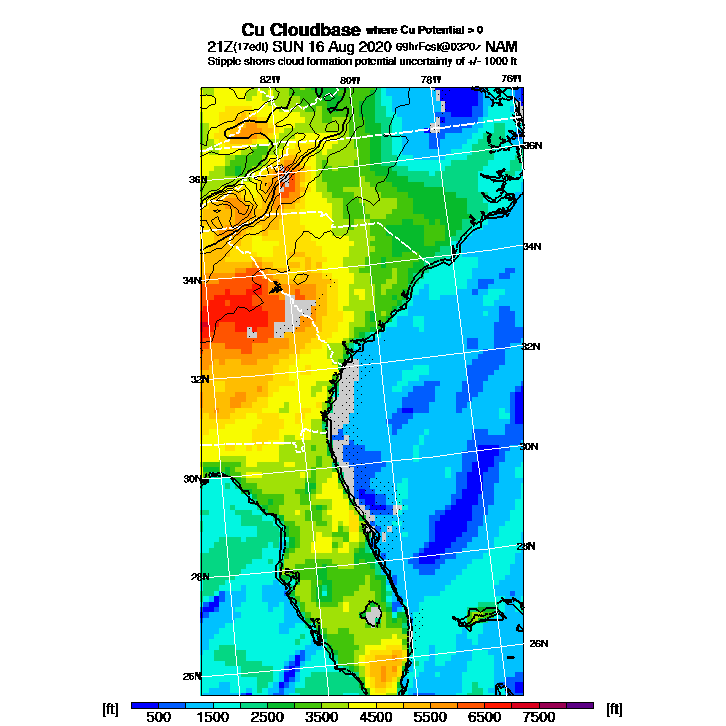 Cu Cloudbase where Cu Potential > 0
21Z(17edt) SUN 16 Aug 2020 69hrFcst@0320z NAM
Stipple shows cloud formation potential uncertainty of +/- 1000 ft
82W 80W 78W 76W
36N
36N
34N
34N
32N
32N
30N
30N
28N
28N
26N
26N
[ft] [ft]
500 1500 2500 3500 4500 5500 6500 7500